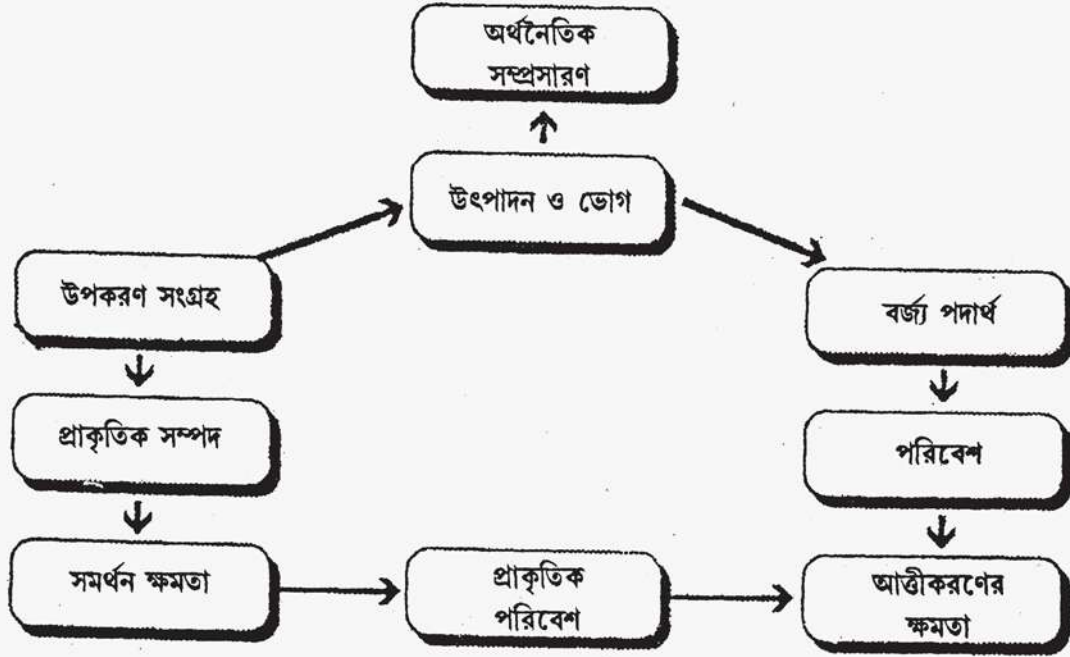 অর্থনৈতিক
সম্প্রসারণ
উৎপাদন ও ভোগ
উপকরণ সংগ্রহ
বর্জ্য পদার্থ
প্রাকৃতিক সম্পদ
পরিবেশ
সমর্থন ক্ষমতা
প্রাকৃতিক
পরিবেশ
আত্তীকরণের
ক্ষমতা